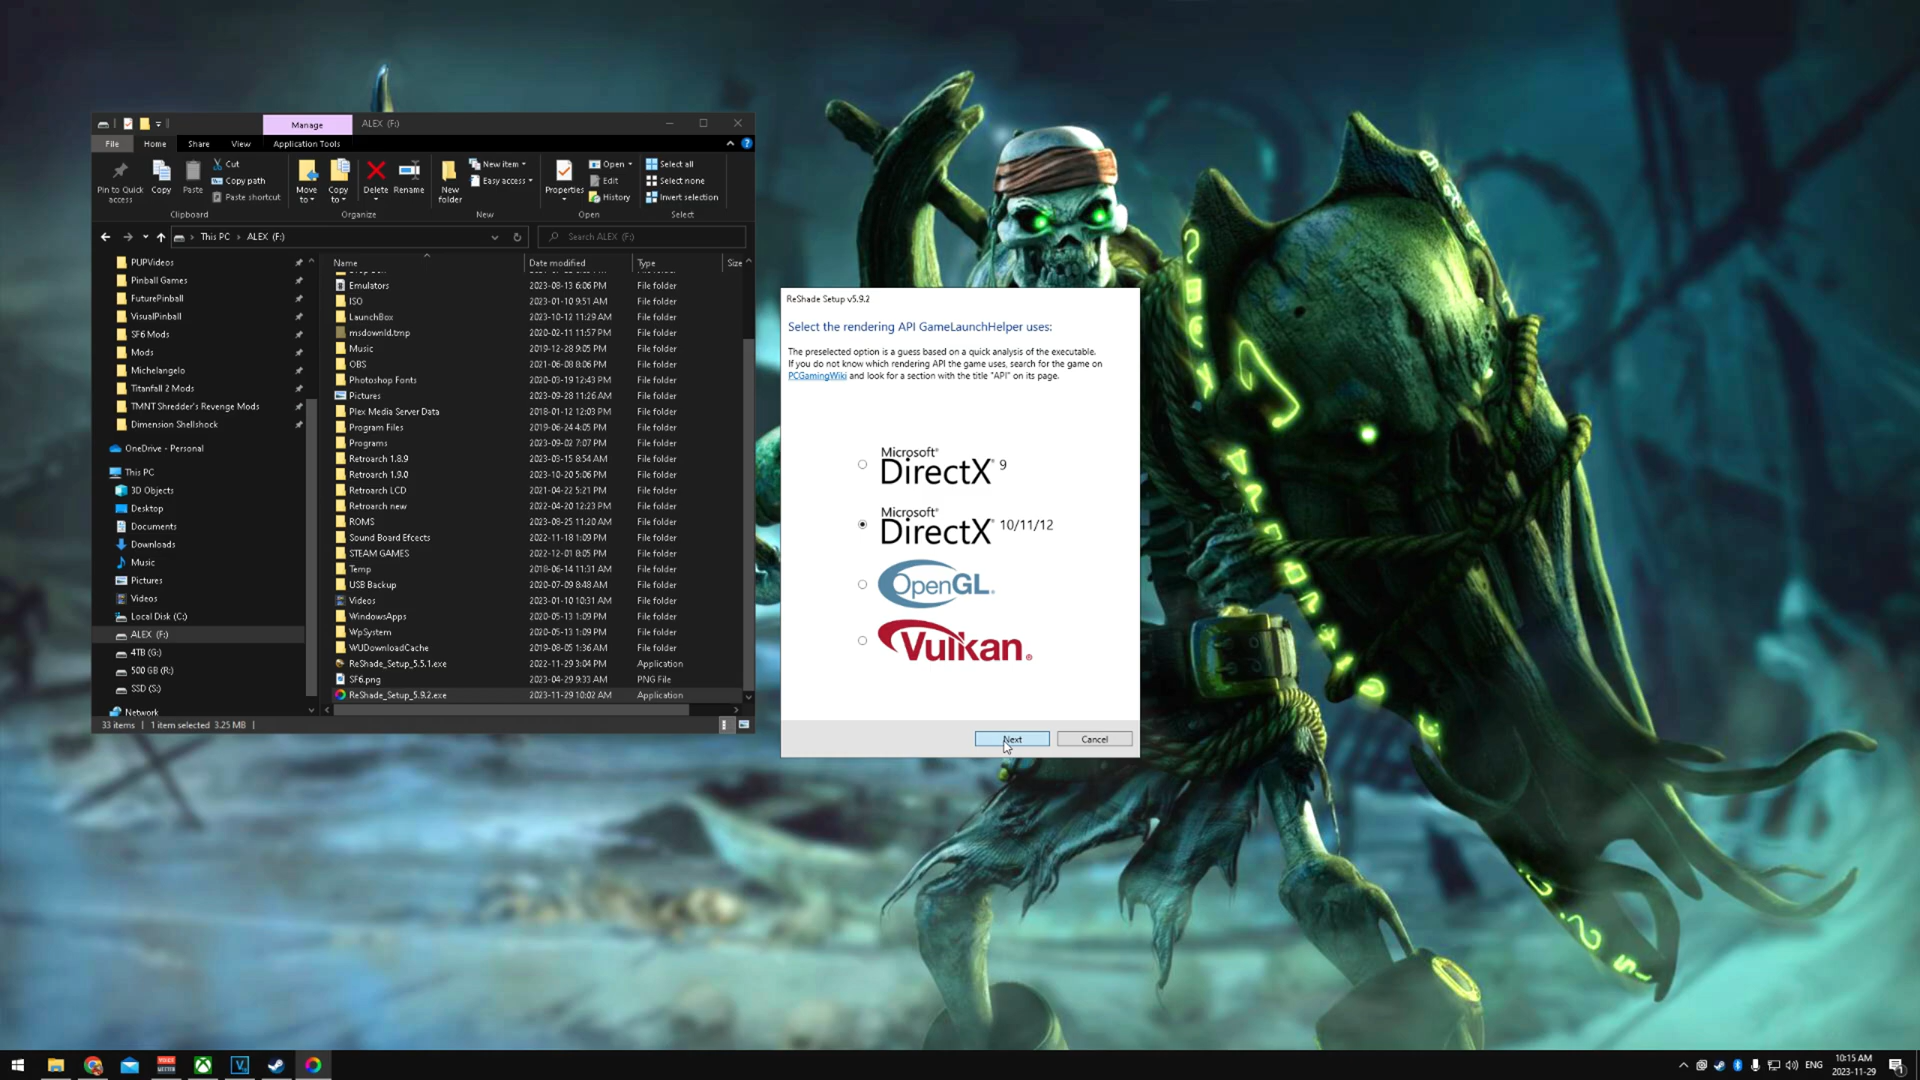 Manage
ALEX (F:)
File
Home
Share
View
Application Tools
Pin to Quick
access
Copy
Paste
Cut
Copy path
Paste shortcut
Move
to
Copy
to
Delete
Rename
New
folder
New item
Easy access
Properties
Open
Edit
History
Select all
Select none
Invert selection
Clipboard
Organize
New
Open
Select
This PC
ALEX (F:)
Search ALEX (F:)
PUPVideos
Pinball Games
FuturePinball
VisualPinball
SF6 Mods
Mods
Michelangelo
Titanfall 2 Mods
TMNT Shredder's Revenge Mods
Dimension Shellshock
OneDrive - Personal
This PC
3D Objects
Desktop
Documents
Downloads
Music
Pictures
Videos
Local Disk (C:)
ALEX (F:)
4TB (G:)
500 GB (R:)
SSD (S:)
Network
Name Date modified Type Size
Emulators 2023-08-13 6:06 PM File folder
ISO 2023-01-10 9:51 AM File folder
LaunchBox 2023-10-12 11:29 AM File folder
msdownld.tmp 2020-02-11 11:57 PM File folder
Music 2019-12-28 9:05 PM File folder
OBS 2021-06-08 8:06 PM File folder
Photoshop Fonts 2020-03-19 12:43 PM File folder
Pictures 2023-09-28 11:26 AM File folder
Plex Media Server Data 2018-01-12 12:03 PM File folder
Program Files 2019-06-24 4:05 PM File folder
Programs 2023-09-02 7:07 PM File folder
Retroarch 1.8.9 2023-03-15 8:54 AM File folder
Retroarch 1.9.0 2023-10-20 5:06 PM File folder
Retroarch LCD 2021-04-22 5:21 PM File folder
Retroarch new 2022-04-20 12:23 PM File folder
ROMS 2023-08-25 11:20 AM File folder
Sound Board Efcects 2022-11-18 1:09 PM File folder
STEAM GAMES 2022-12-01 8:05 PM File folder
Temp 2018-06-14 11:31 AM File folder
USB Backup 2020-07-09 8:48 AM File folder
Videos 2023-01-10 10:31 AM File folder
WindowsApps 2020-05-13 1:09 PM File folder
WpSystem 2020-05-13 1:09 PM File folder
WUDownloadCache 2019-08-05 1:36 AM File folder
ReShade_Setup_5.5.1.exe 2022-11-29 3:04 PM Application
SF6.png 2023-04-29 9:33 AM PNG File
ReShade_Setup_5.9.2.exe 2023-11-29 10:02 AM Application
33 items 1 item selected 3.25 MB
ReShade Setup v5.9.2
Select the rendering API GameLaunchHelper uses:
The preselected option is a guess based on a quick analysis of the executable.
If you do not know which rendering API the game uses, search for the game on
PCGamingWiki and look for a section with the title "API" on its page.
Microsoft®
DirectX® 9
Microsoft®
DirectX® 10/11/12
OpenGL®
Vulkan®
Next
Cancel
ENG
10:15 AM
2023-11-29